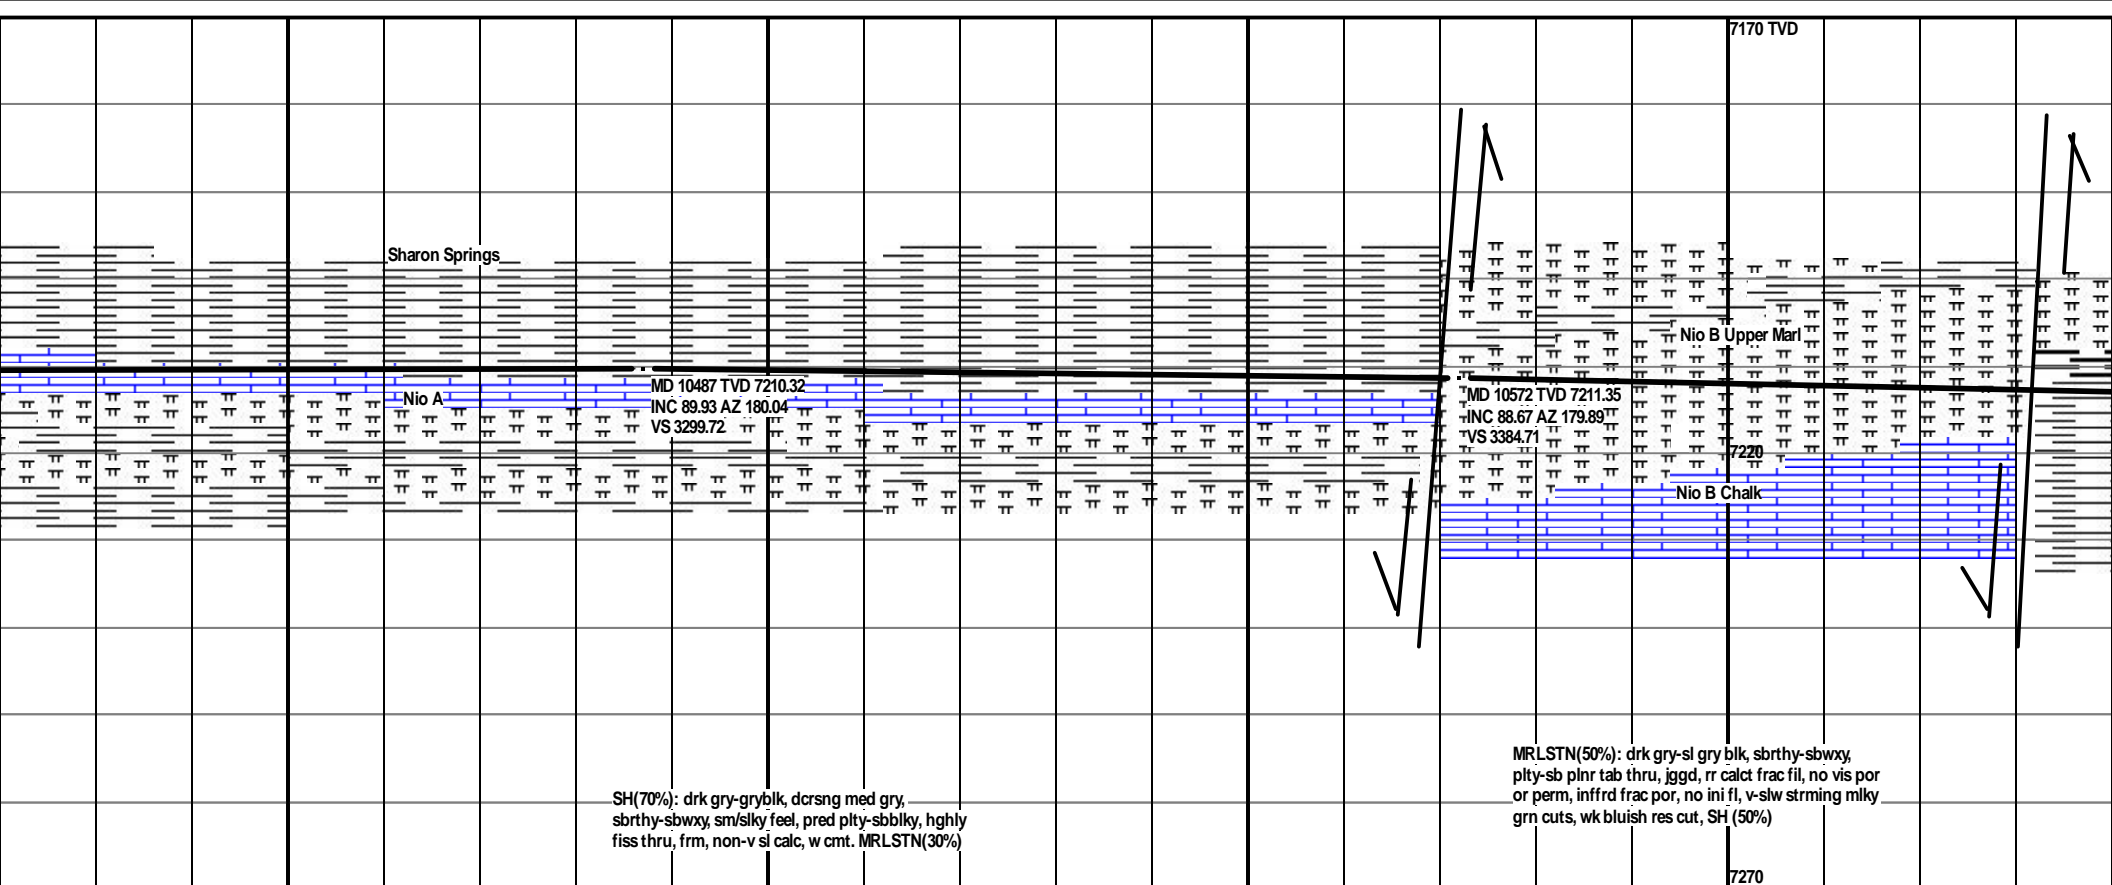 7170 TVD
Sharon Springs
Nio B Upper Marl
MD 10487 TVD 7210.32
Nio A
INC 89.93 AZ 180.04
VS 3299.72
MD 10572 TVD 7211.35
INC 88.67 AZ 179.89
VS 3384.71
7220
Nio B Chalk
MRLSTN(50%): drk gry-sl gry blk, sbrthy-sbwxy,
plty-sb plnr tab thru, jggd, rr calct frac fil, no vis por
or perm, inffrd frac por, no ini fl, v-slw strming mlky
grn cuts, wk bluish res cut, SH (50%)
SH(70%): drk gry-gryblk, dcrsng med gry,
sbrthy-sbwxy, sm/slky feel, pred plty-sbblky, hghly
fiss thru, frm, non-v sl calc, w cmt. MRLSTN(30%)
7270